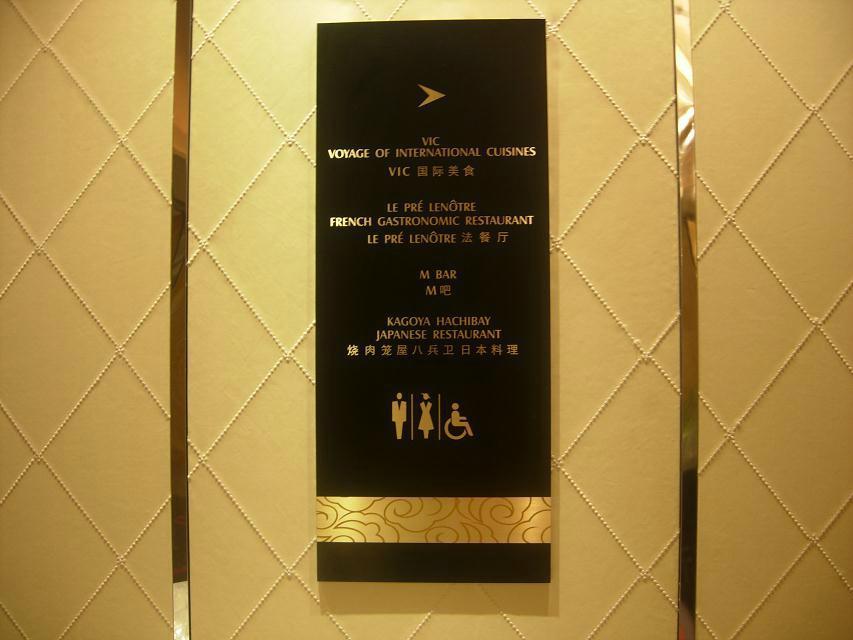 VIC
VOYAGE OF INTERNATIONAL CUISINES
VIC 国际美食
LE PRÉ LENÔTRE
FRENCH GASTRONOMIC RESTAURANT
LE PRÉ LENÔTRE 法餐厅
M BAR
M吧
KAGOYA HACHIBAY
JAPANESE RESTAURANT
烧肉笼屋八兵卫日本料理